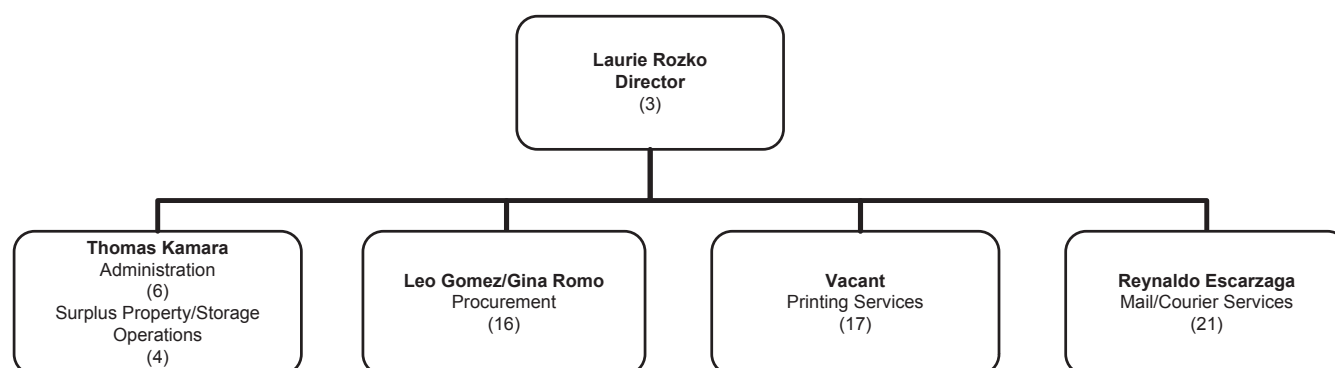 Laurie Rozko
Director
(3)
Thomas Kamara
Administration
(6)
Surplus Property/Storage
Operations
(4)
Leo Gomez/Gina Romo
Procurement
(16)
Vacant
Printing Services
(17)
Reynaldo Escarzaga
Mail/Courier Services
(21)